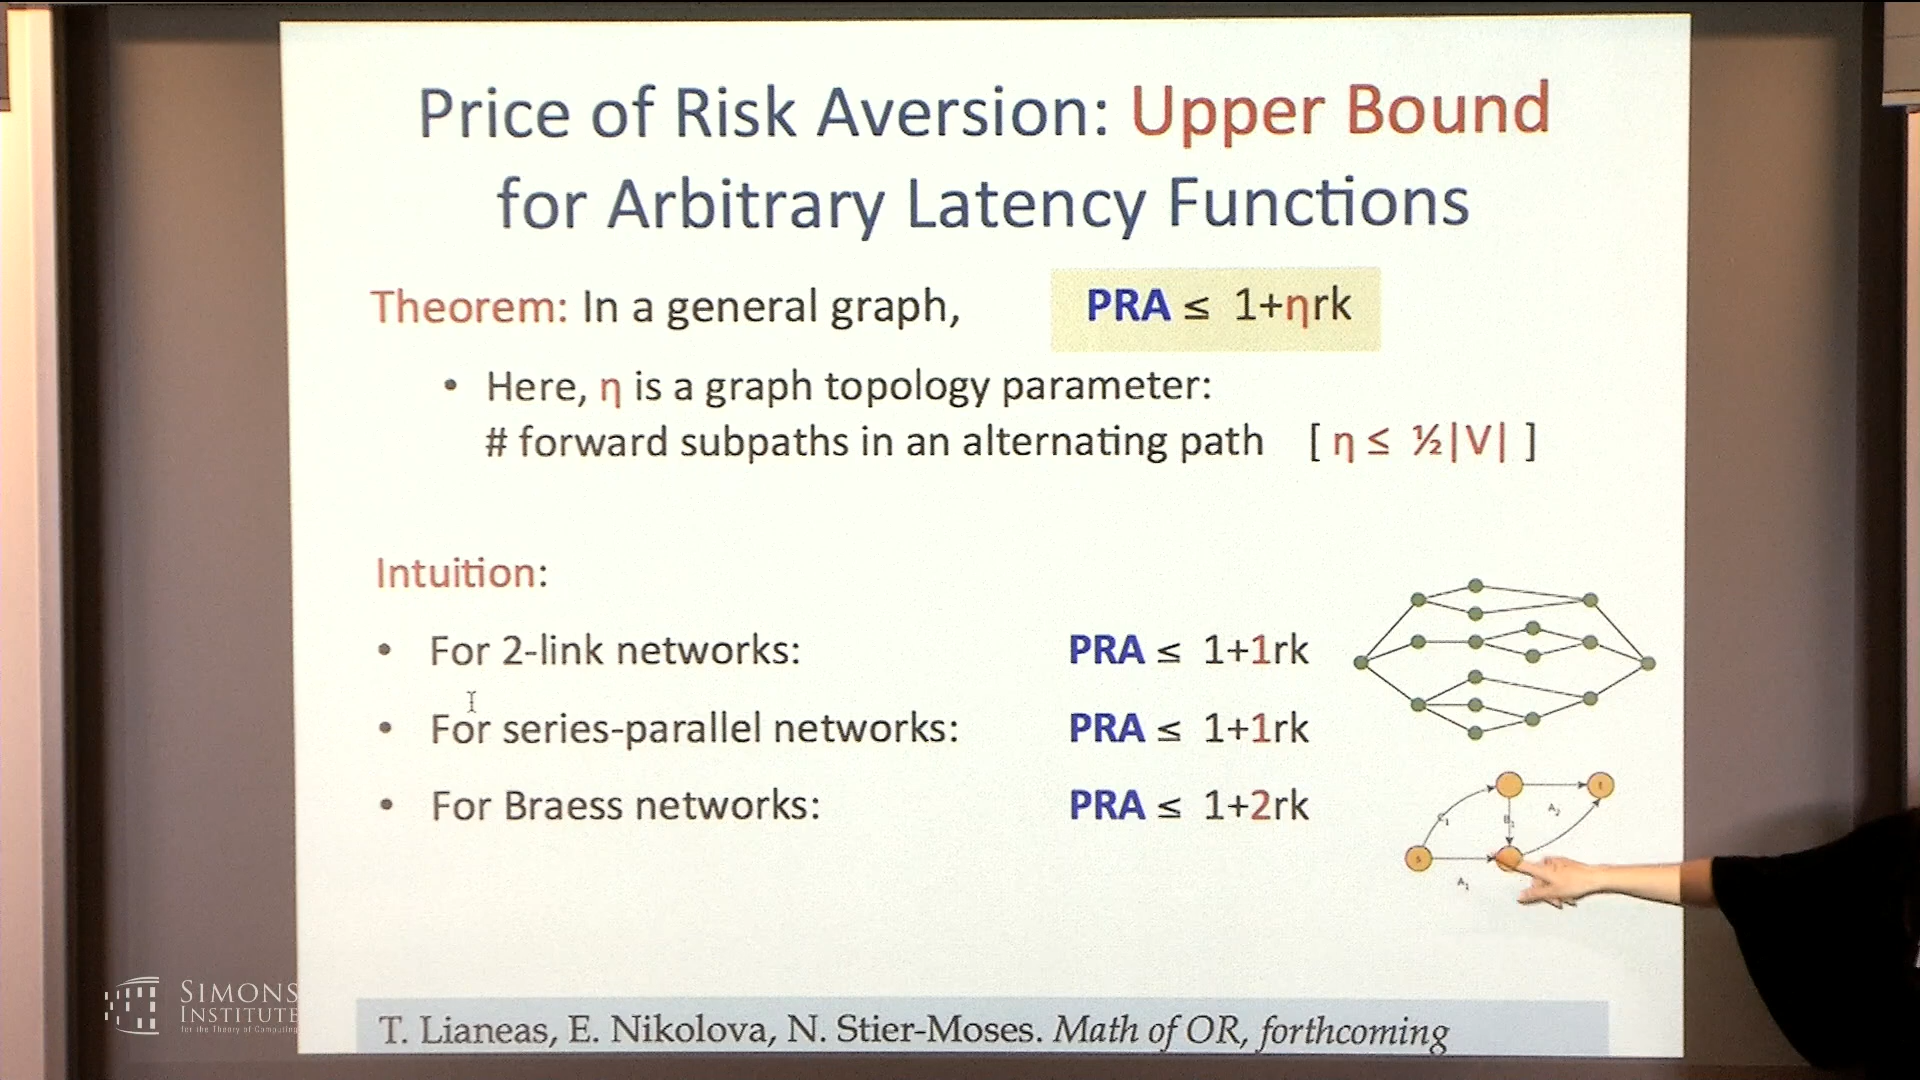 Price of Risk Aversion: Upper Bound
for Arbitrary Latency Functions
Theorem: In a general graph, PRA ≤ 1+ηrk
• Here, η is a graph topology parameter:
# forward subpaths in an alternating path [ η ≤ ½|V| ]
Intuition:
• For 2-link networks: PRA ≤ 1+1rk
• For series-parallel networks: PRA ≤ 1+1rk
• For Braess networks: PRA ≤ 1+2rk
t
A₂
s
A₁
SIMONS
INSTITUTE
for the Theory of Computing
T. Lianeas, E. Nikolova, N. Stier-Moses. Math of OR, forthcoming